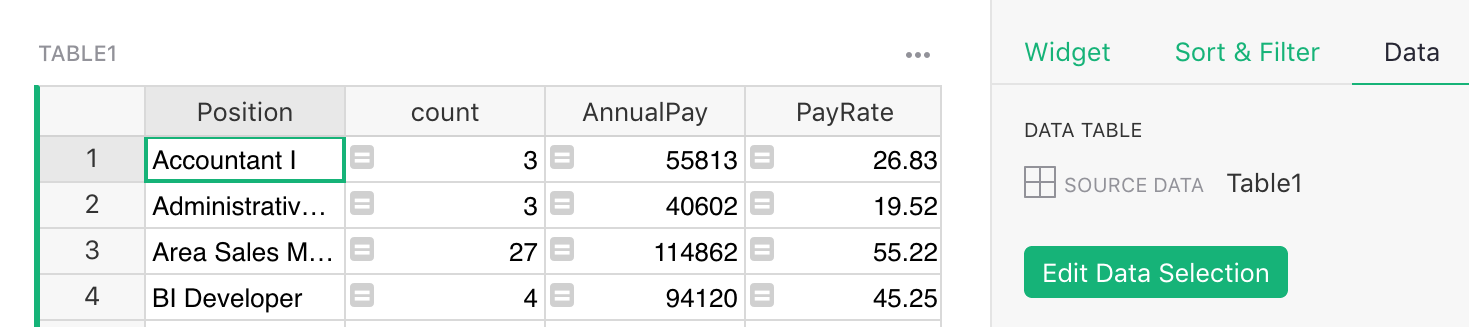 TABLE1
Position count AnnualPay PayRate
1 Accountant I = 3 = 55813 = 26.83
2 Administrativ... = 3 = 40602 = 19.52
3 Area Sales M... = 27 = 114862 = 55.22
4 BI Developer = 4 = 94120 = 45.25
Widget Sort & Filter Data
DATA TABLE
SOURCE DATA Table1
Edit Data Selection